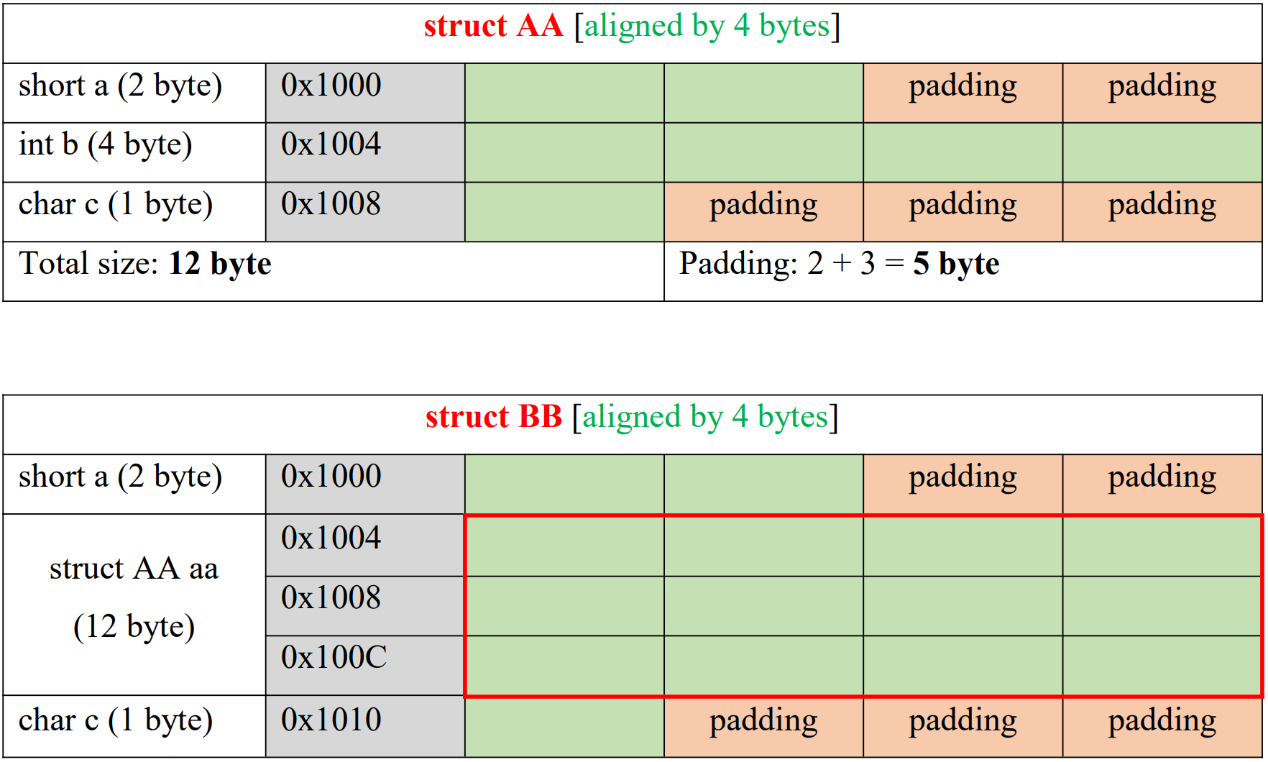 struct AA [aligned by 4 bytes]
short a (2 byte) 0x1000 padding padding
int b (4 byte) 0x1004
char c (1 byte) 0x1008 padding padding padding
Total size: 12 byte Padding: 2 + 3 = 5 byte
struct BB [aligned by 4 bytes]
short a (2 byte) 0x1000 padding padding
struct AA aa
(12 byte)
0x1004
0x1008
0x100C
char c (1 byte) 0x1010 padding padding padding